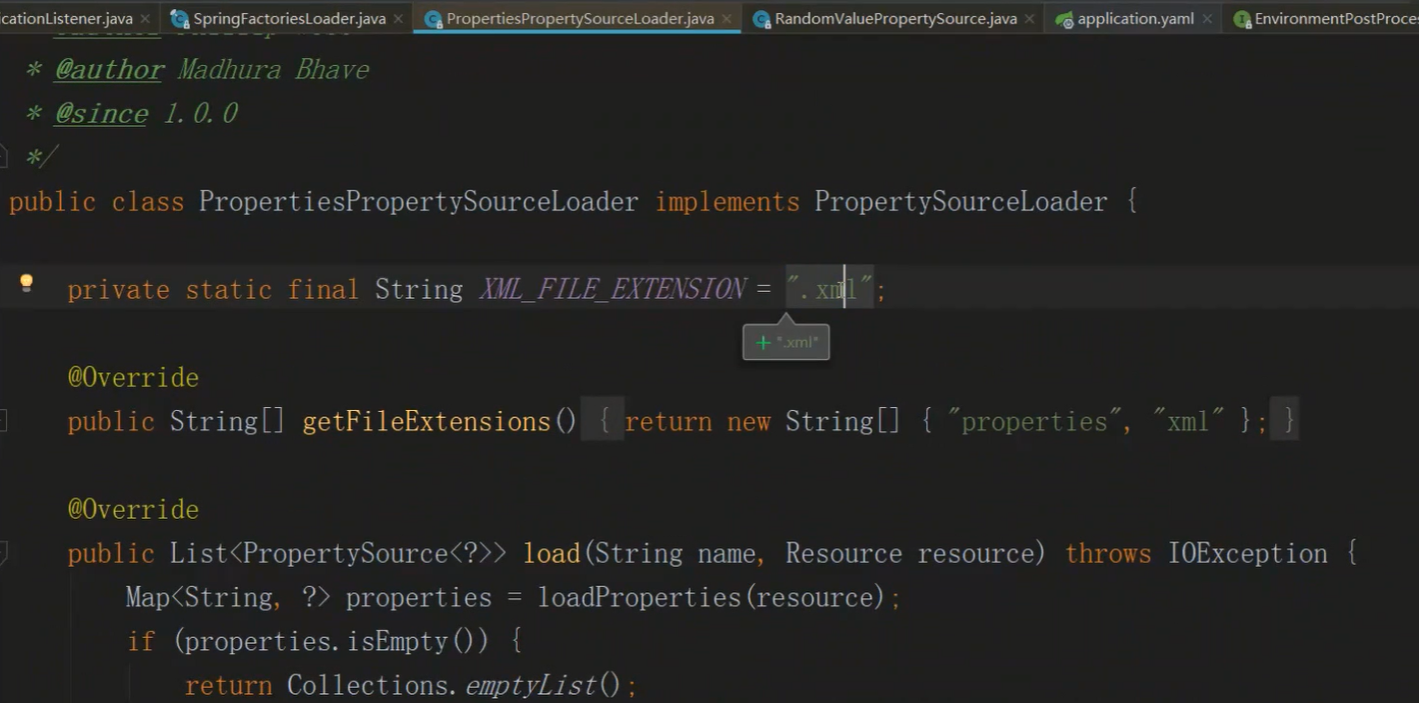 icationListener.java × SpringFactoriesLoader.java × PropertiesPropertySourceLoader.java × RandomValuePropertySource.java × application.yaml × EnvironmentPostProce
* @author Madhura Bhave
* @since 1.0.0
*/
public class PropertiesPropertySourceLoader implements PropertySourceLoader {
private static final String XML_FILE_EXTENSION = ".xml";
+ ".xml"
@Override
public String[] getFileExtensions() { return new String[] { "properties", "xml" }; }
@Override
public List<PropertySource<?>> load(String name, Resource resource) throws IOException {
Map<String, ?> properties = loadProperties(resource);
if (properties.isEmpty()) {
return Collections.emptyList();